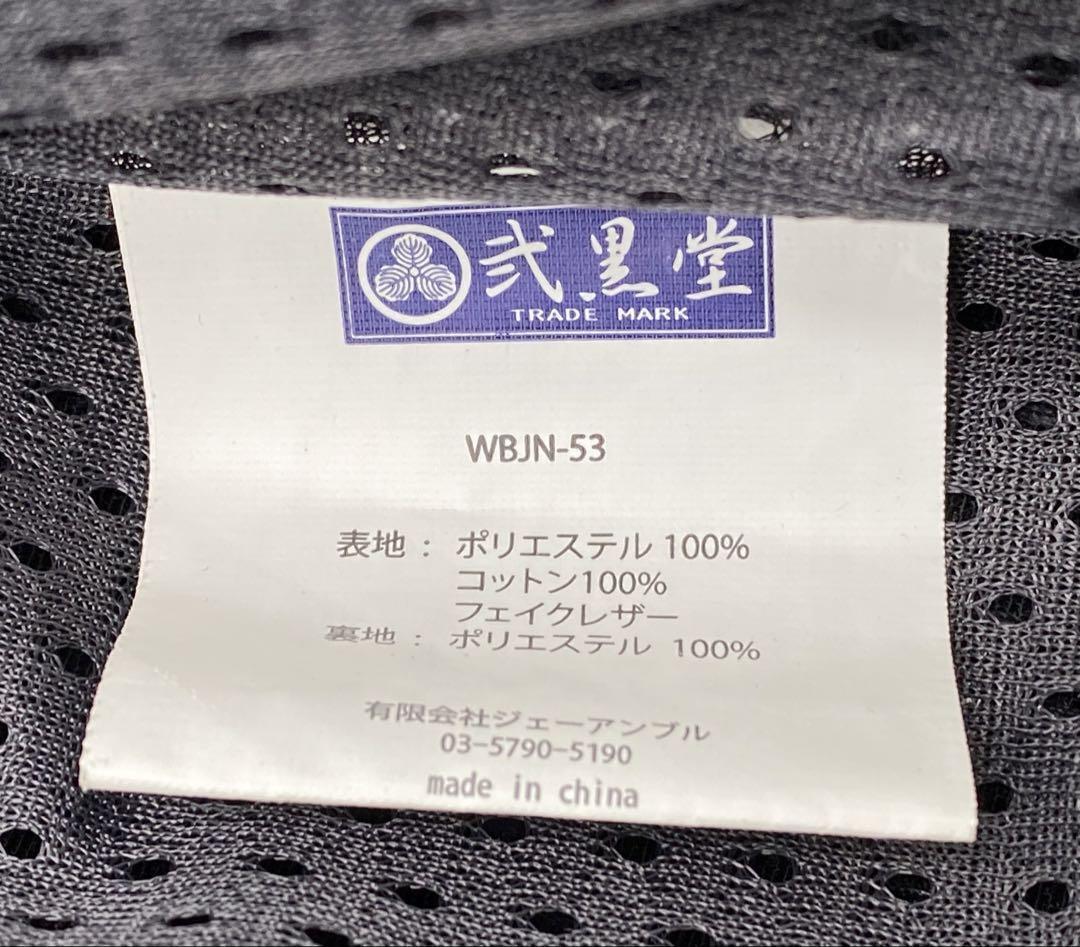 弐黒堂
TRADE MARK
WBJN-53
表地 : ポリエステル 100%
コットン100%
フェイクレザー
裏地 : ポリエステル 100%
有限会社ジェーアンブル
03-5790-5190
made in china